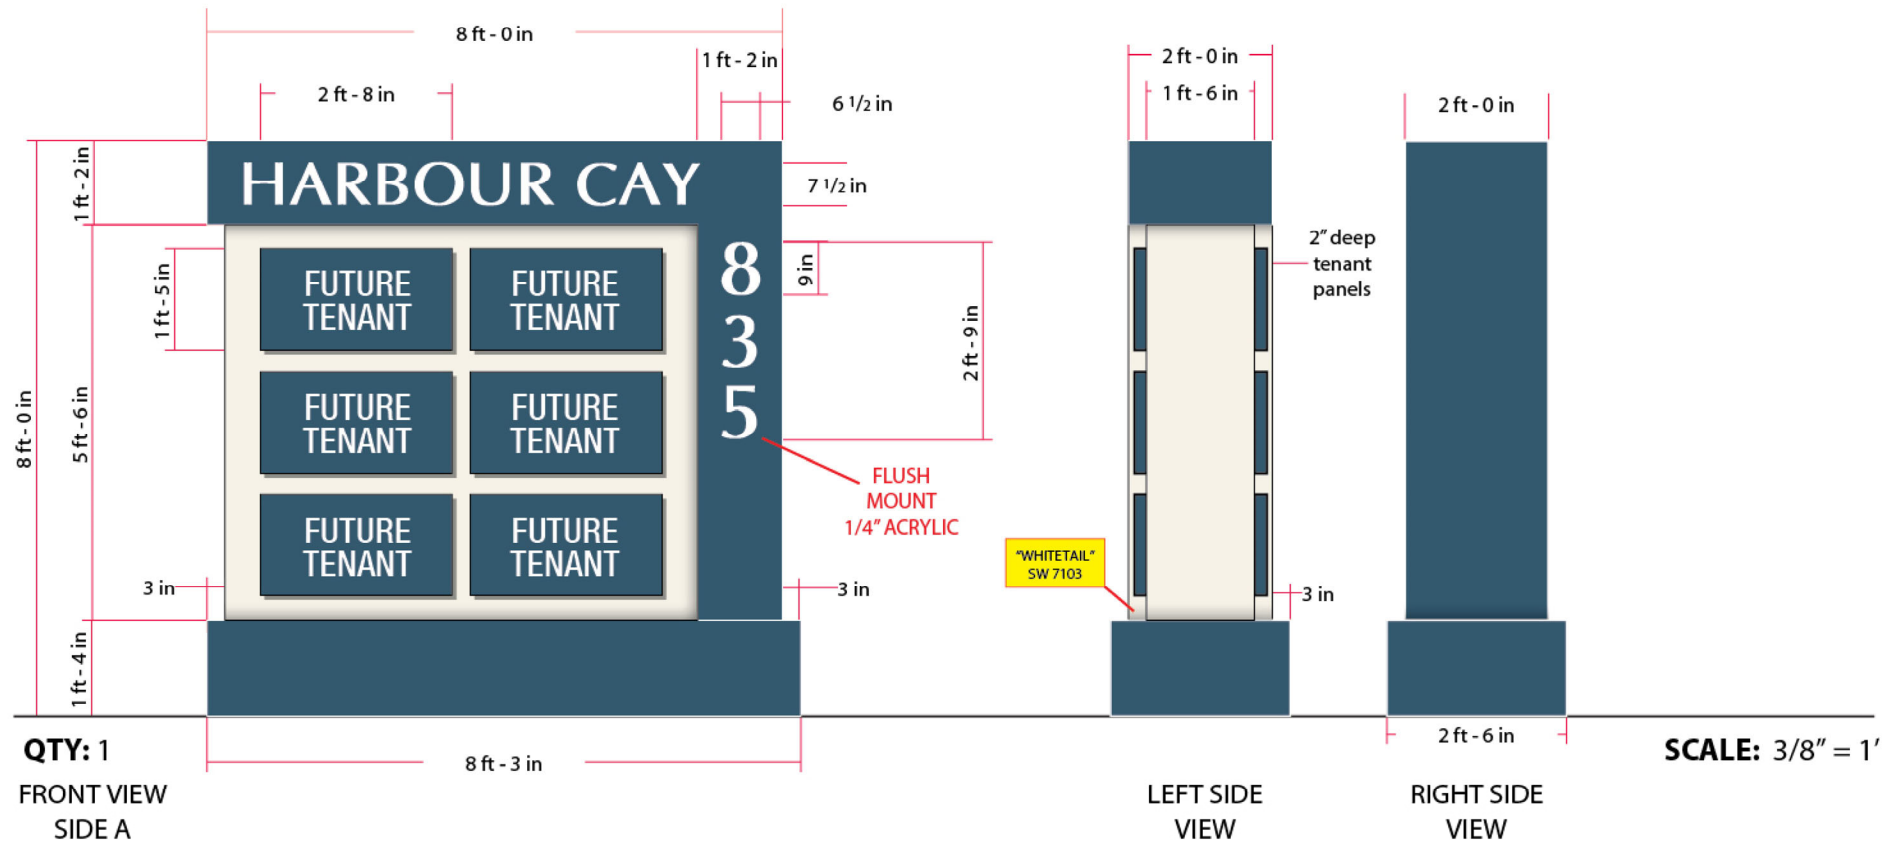 8 ft - 0 in
1 ft - 2 in
2 ft - 8 in
6 1/2 in
2 ft - 0 in
1 ft - 6 in
2 ft - 0 in
1 ft - 2 in
HARBOUR CAY
7 1/2 in
8 ft - 0 in
5 ft - 6 in
1 ft - 5 in
FUTURE
TENANT
FUTURE
TENANT
FUTURE
TENANT
FUTURE
TENANT
FUTURE
TENANT
FUTURE
TENANT
8
3
5
9 in
2 ft - 9 in
FLUSH
MOUNT
1/4" ACRYLIC
3 in
3 in
1 ft - 4 in
8 ft - 3 in
2" deep
tenant
panels
"WHITETAIL"
SW 7103
3 in
2 ft - 6 in
QTY: 1
FRONT VIEW
SIDE A
LEFT SIDE
VIEW
RIGHT SIDE
VIEW
SCALE: 3/8" = 1'